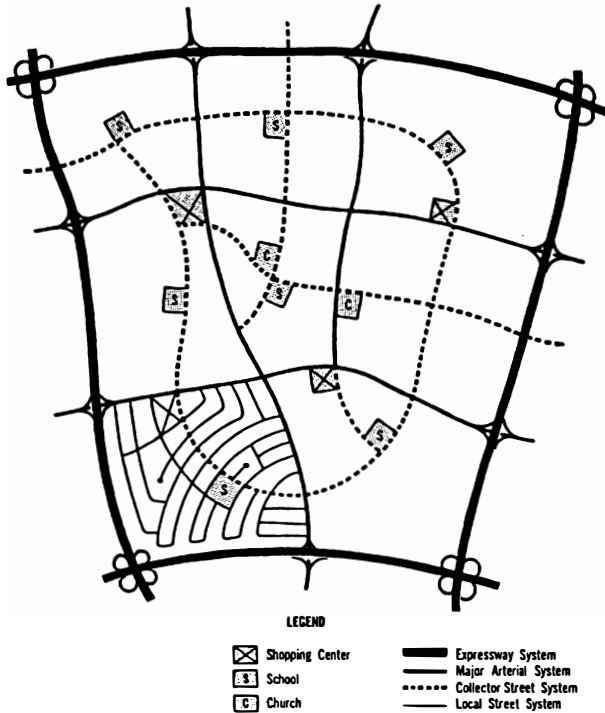 S
S
S
C
S
S
C
S
S
LEGEND
Shopping Center
S School
C Church
Expressway System
Major Arterial System
Collector Street System
Local Street System